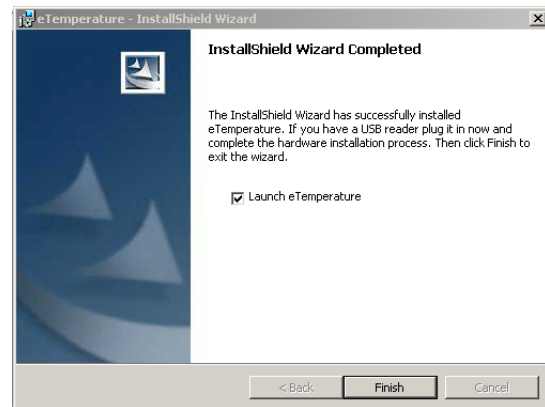 eTemperature - InstallShield Wizard
InstallShield Wizard Completed
The InstallShield Wizard has successfully installed
eTemperature. If you have a USB reader plug it in now and
complete the hardware installation process. Then click Finish to
exit the wizard.
Launch eTemperature
< Back Finish Cancel